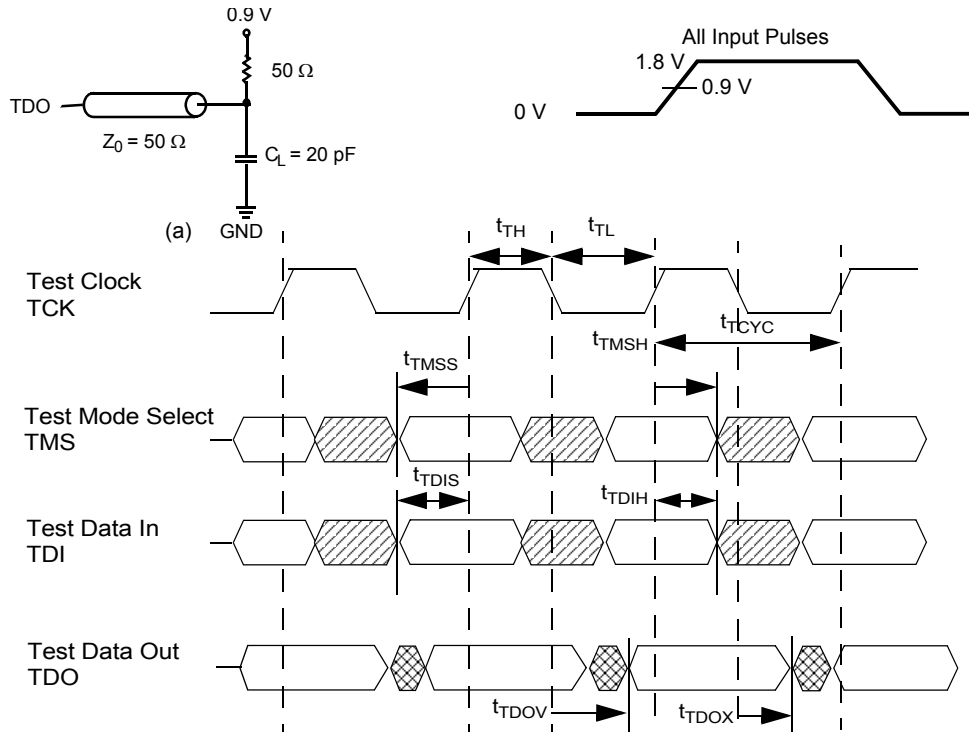 0.9 V
50 Ω
TDO
Z0 = 50 Ω
CL = 20 pF
(a)
GND
All Input Pulses
1.8 V
0.9 V
0 V
tTH
tTL
Test Clock
TCK
tTMSH
tTCYC
tTMSS
Test Mode Select
TMS
tTDIS
tTDIH
Test Data In
TDI
Test Data Out
TDO
tTDOV
tTDOX